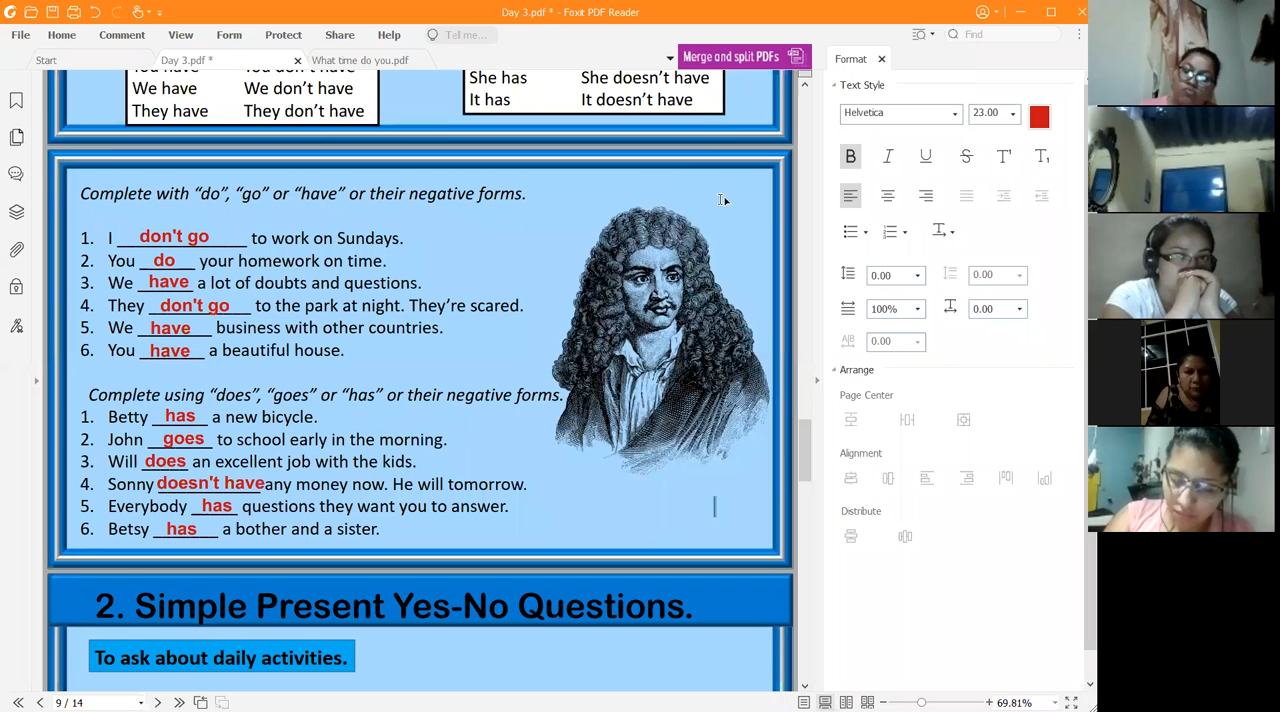 Day 3.pdf * - Foxit PDF Reader
File Home Comment View Form Protect Share Help Tell me... Find
Start Day 3.pdf * What time do you.pdf Merge and split PDFs
We have We don't have
They have They don't have
She has She doesn't have
It has It doesn't have
Complete with "do", "go" or "have" or their negative forms.
1. I don't go to work on Sundays.
2. You do your homework on time.
3. We have a lot of doubts and questions.
4. They don't go to the park at night. They're scared.
5. We have business with other countries.
6. You have a beautiful house.
Complete using "does", "goes" or "has" or their negative forms.
1. Betty has a new bicycle.
2. John goes to school early in the morning.
3. Will does an excellent job with the kids.
4. Sonny doesn't have any money now. He will tomorrow.
5. Everybody has questions they want you to answer.
6. Betsy has a bother and a sister.
2. Simple Present Yes-No Questions.
To ask about daily activities.
Format
Text Style
Helvetica 23.00
B I U S T T
0.00 0.00
100% 0.00
0.00
Arrange
Page Center
Alignment
Distribute
9 / 14 69.81%